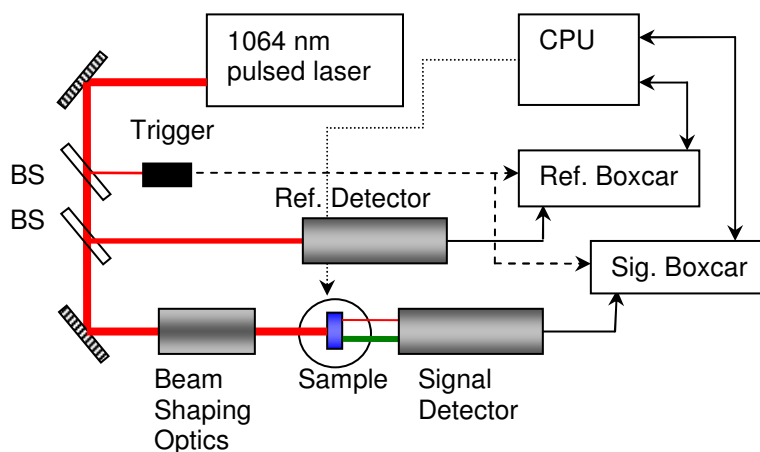 1064 nm
pulsed laser
CPU
Trigger
BS
Ref. Boxcar
Ref. Detector
BS
Sig. Boxcar
Beam
Shaping
Optics
Sample
Signal
Detector